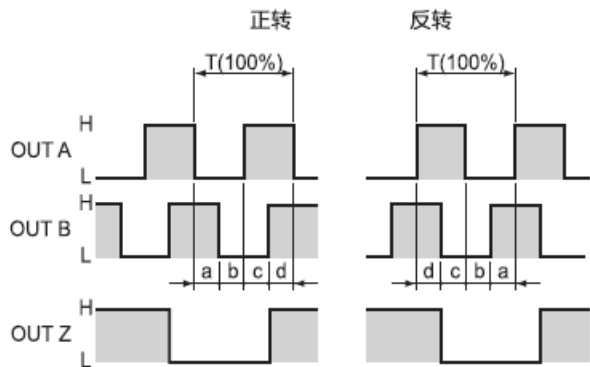 正转 反转
T(100%) T(100%)
H
OUT A
L
H
OUT B
L
a b c d d c b a
H
OUT Z
L